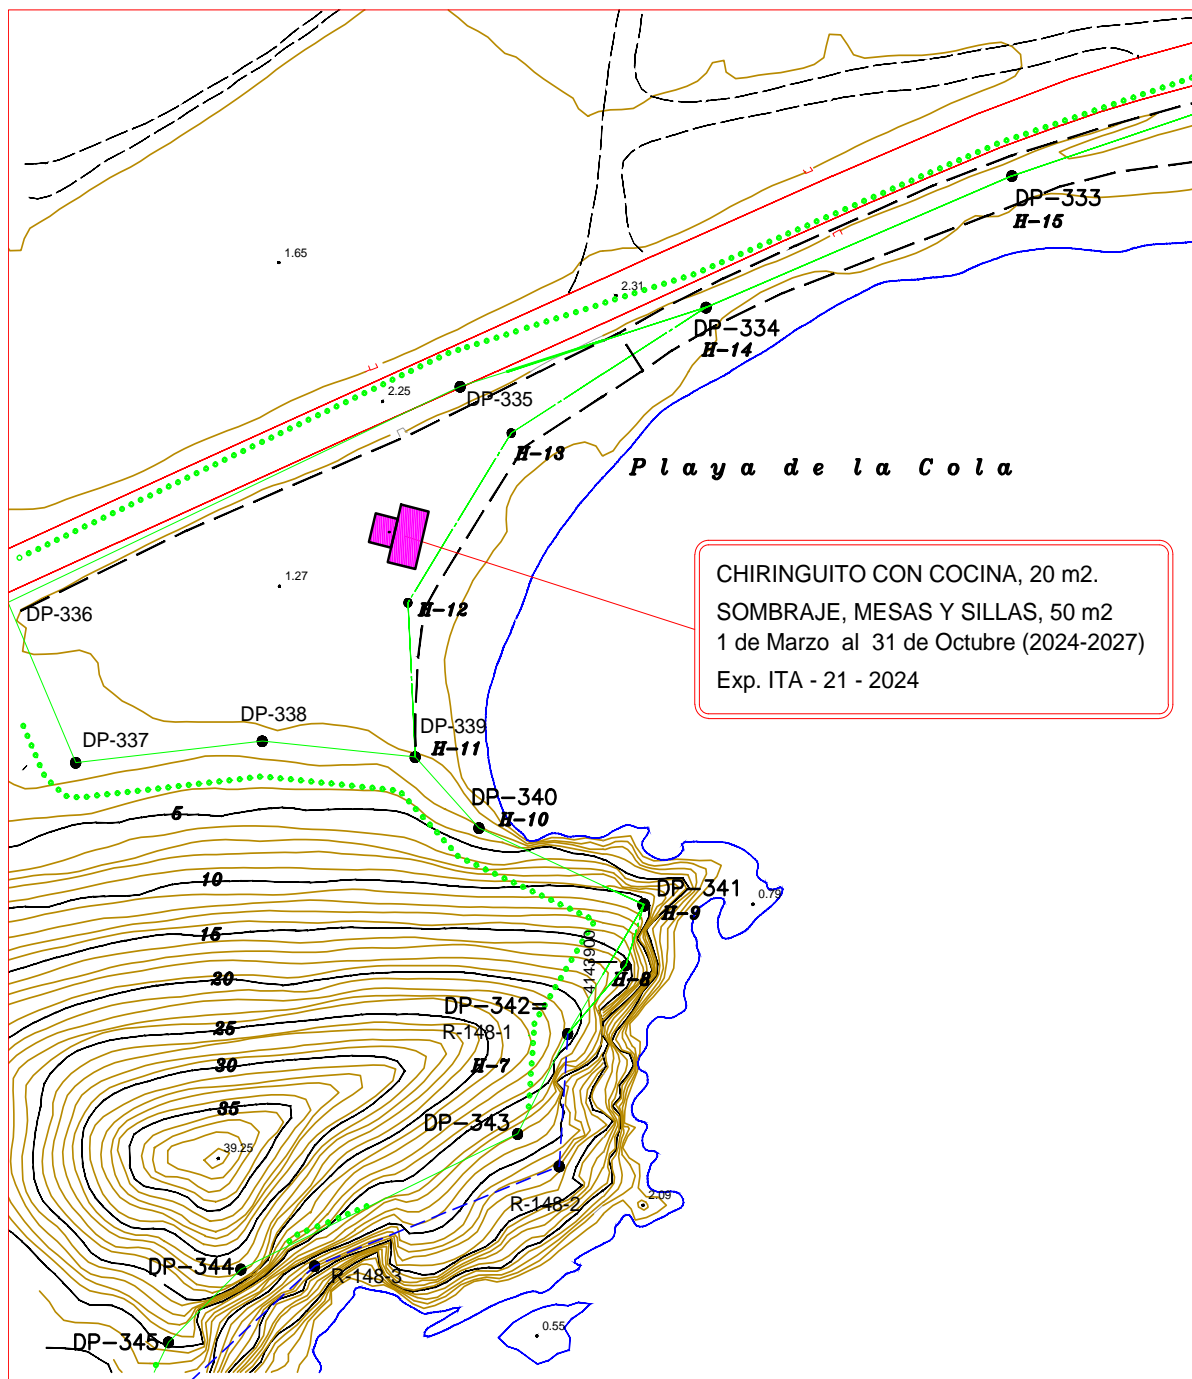 1.65
DP-333
H-15
2.31
DP-334
H-14
2.25
DP-335
H-13
Playa de la Cola
CHIRINGUITO CON COCINA, 20 m2.
SOMBRAJE, MESAS Y SILLAS, 50 m2
1 de Marzo al 31 de Octubre (2024-2027)
Exp. ITA - 21 - 2024
1.27
DP-336
H-12
DP-337
DP-338
DP-339
H-11
DP-340
H-10
5
10
DP-341
H-9
0.79
15
4143900
20
H-8
DP-342=
R-148-1
25
30
H-7
35
DP-343
39.25
R-148-2
2.09
DP-344
R-148-3
0.55
DP-345